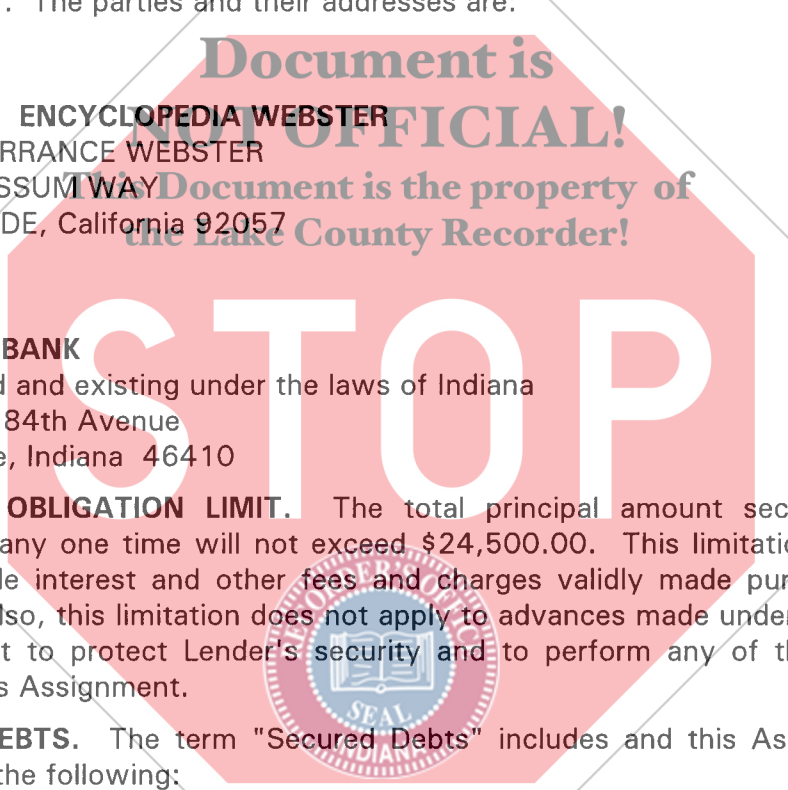 . The parties and their addresses are:
Document is
ENCYCLOPEDIA WEBSTER
NOT OFFICIAL!
RRANCE WEBSTER
SSUM WAY
This Document is the property of
DE, California 92057
the Lake County Recorder!
STOP
BANK
d and existing under the laws of Indiana
84th Avenue
e, Indiana 46410
OBLIGATION LIMIT. The total principal amount sec
any one time will not exceed $24,500.00. This limitatio
le interest and other fees and charges validly made pur
lso, this limitation does not apply to advances made under
t to protect Lender's security and to perform any of th
s Assignment.
SEAL
INDIANA
EBTS. The term "Secured Debts" includes and this As
the following: